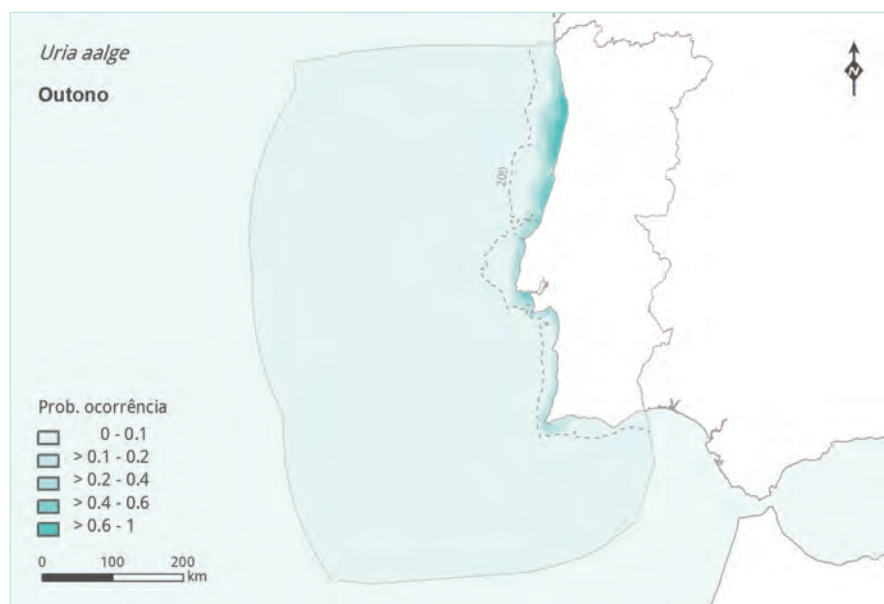 Uria aalge
Outono
N
200
Prob. ocorrência
0 - 0.1
> 0.1 - 0.2
> 0.2 - 0.4
> 0.4 - 0.6
> 0.6 - 1
0 100 200
km